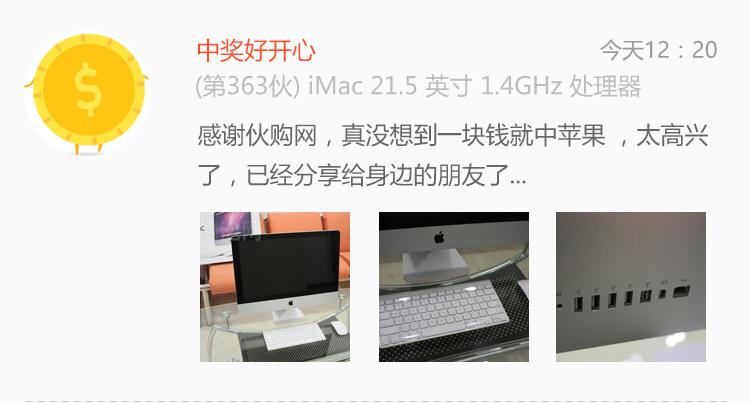 中奖好开心
今天12：20
(第363伙) iMac 21.5 英寸 1.4GHz 处理器
感谢伙购网，真没想到一块钱就中苹果 ，太高兴
了，已经分享给身边的朋友了...
$